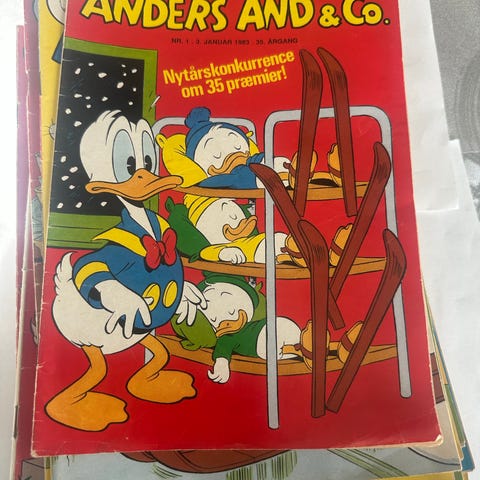 ANDERS AND & Co.
NR. 1 · 3. JANUAR 1983 · 35. ÅRGANG
Nytårskonkurrence
om 35 præmier!